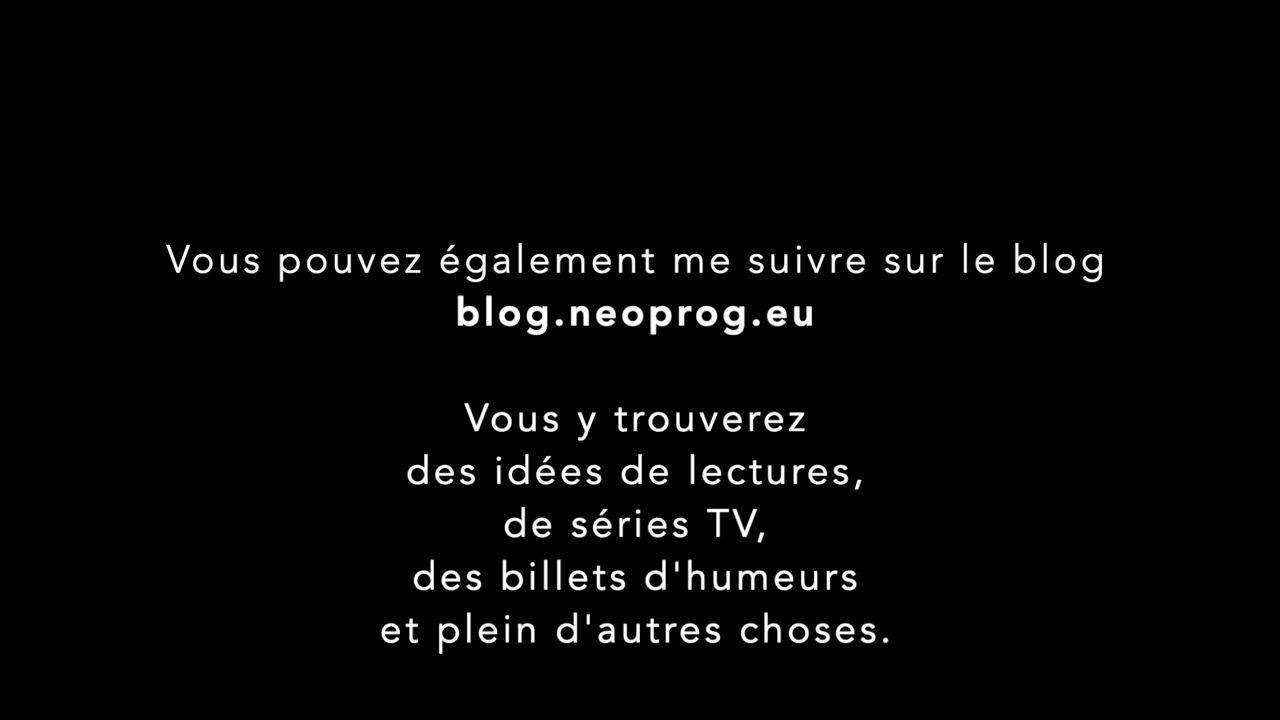 Vous pouvez également me suivre sur le blog
blog.neoprog.eu
Vous y trouverez
des idées de lectures,
de séries TV,
des billets d'humeurs
et plein d'autres choses.